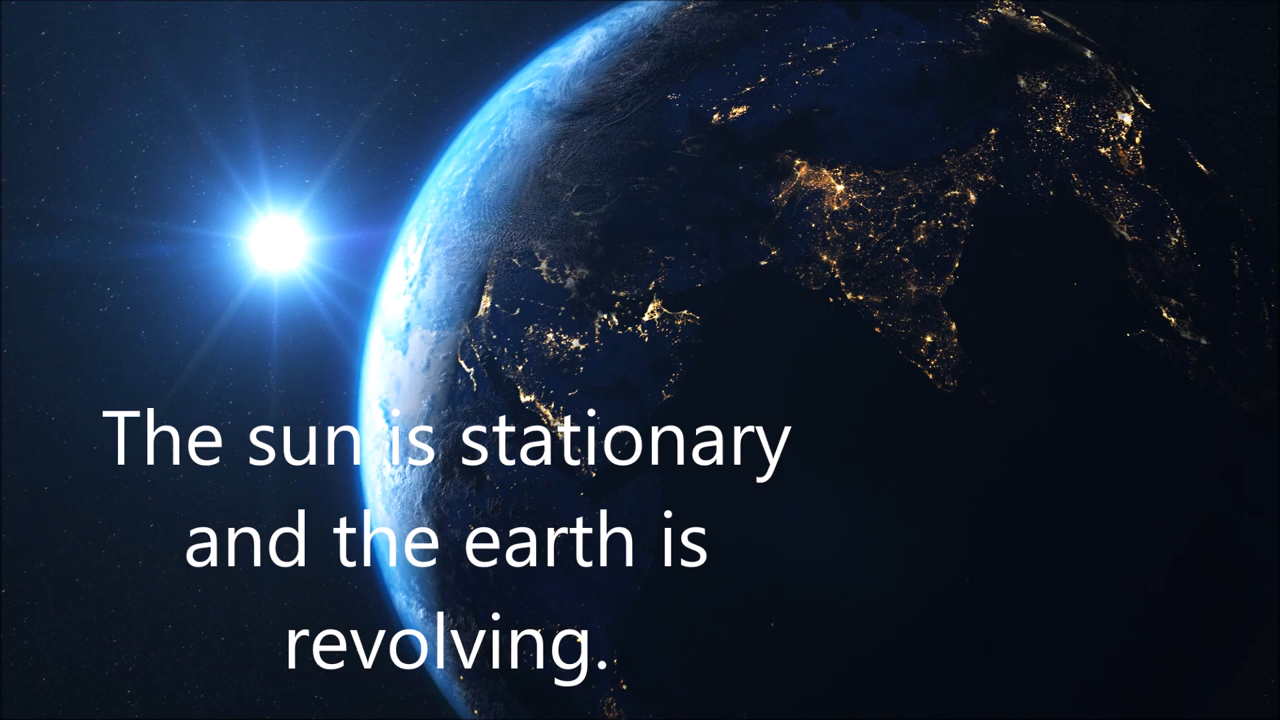 The sun is stationary
and the earth is
revolving.